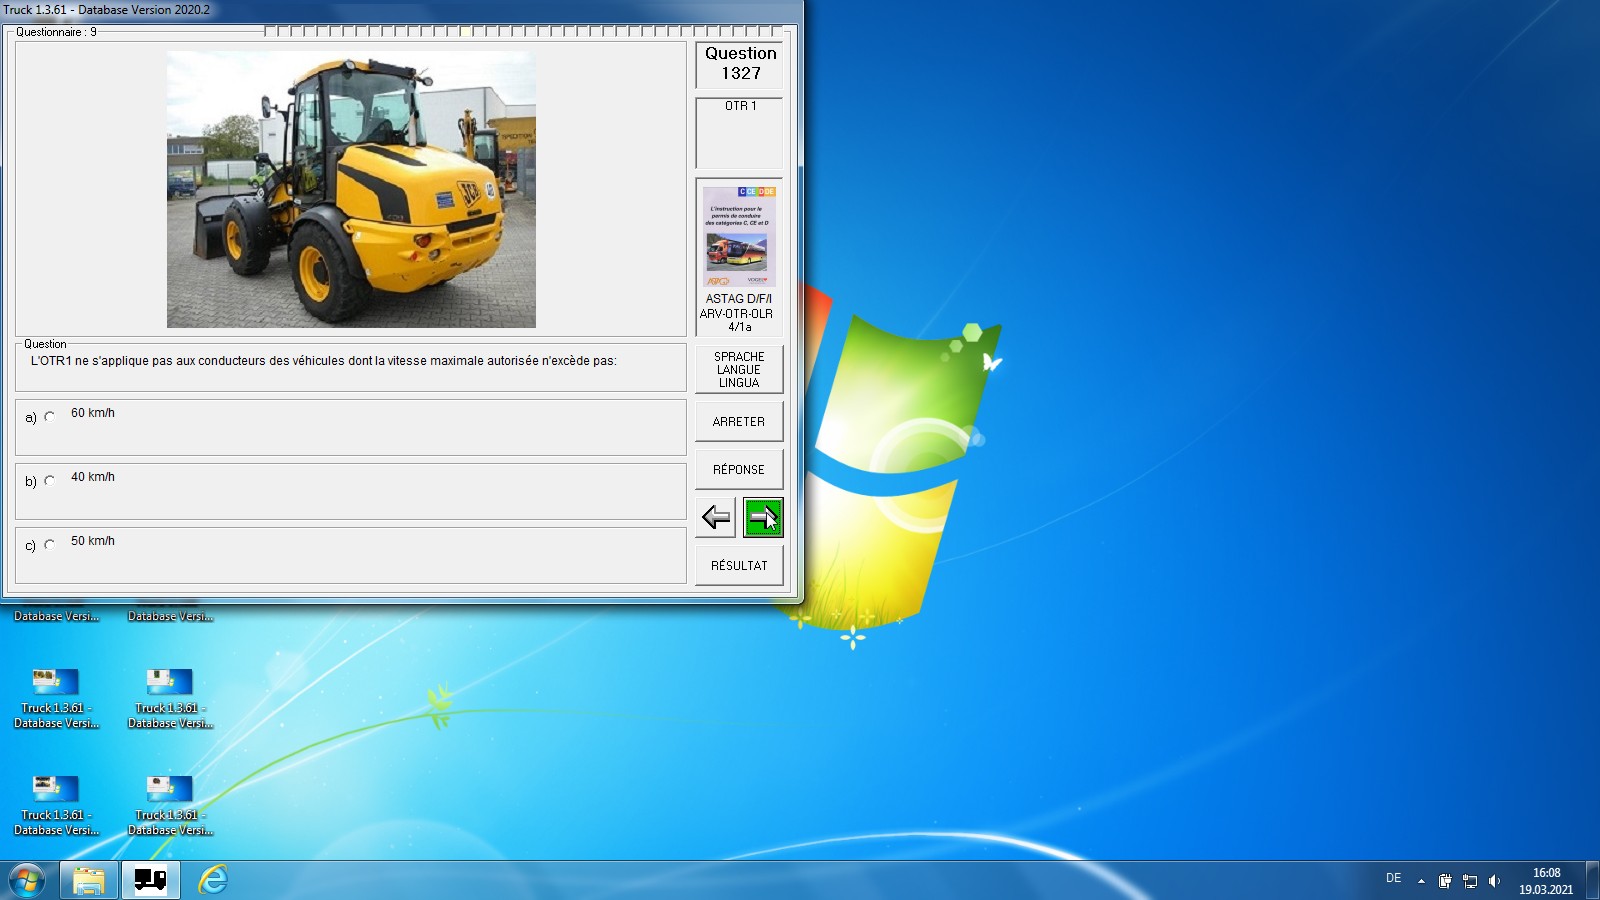 Truck 1.3.61 - Database Version 2020.2
Questionnaire : 9
Question
1327
OTR 1
JCB
C CE D DE
L'instruction pour le
permis de conduire
des catégories C, CE et D
ASTAG D/F/I
ARV-OTR-OLR
4/1a
Question
L'OTR1 ne s'applique pas aux conducteurs des véhicules dont la vitesse maximale autorisée n'excède pas:
SPRACHE
LANGUE
LINGUA
a) 60 km/h
ARRETER
b) 40 km/h
RÉPONSE
c) 50 km/h
RÉSULTAT
Database Versi...
Database Versi...
Truck 1.3.61 -
Database Versi...
Truck 1.3.61 -
Database Versi...
Truck 1.3.61 -
Database Versi...
Truck 1.3.61 -
Database Versi...
DE
16:08
19.03.2021